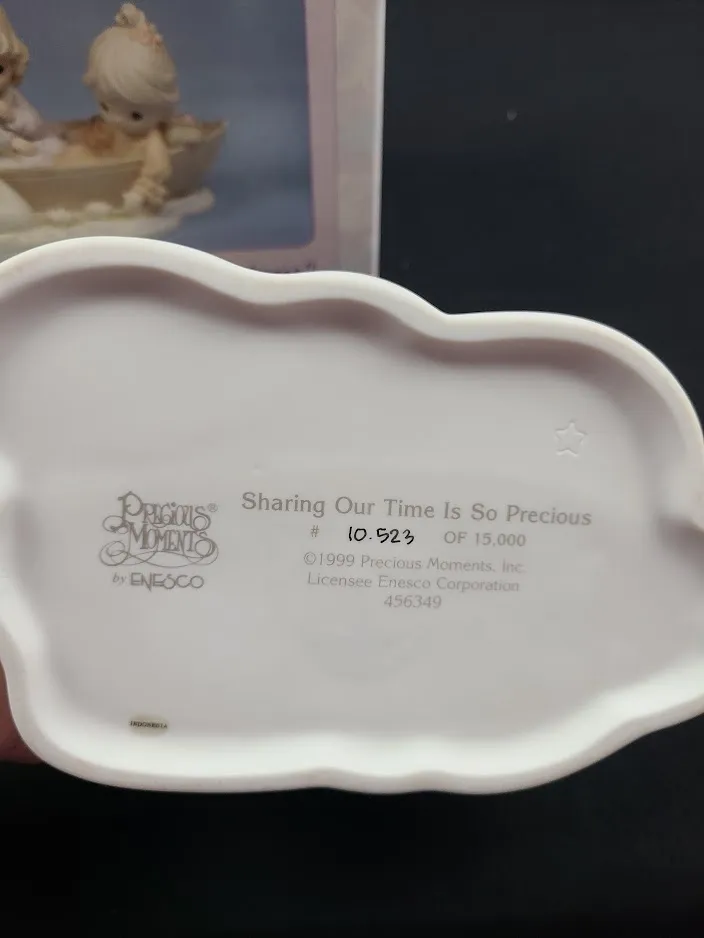 PRECIOUS MOMENTS®
by ENESCO
Sharing Our Time Is So Precious
# 10.523 OF 15,000
©1999 Precious Moments, Inc.
Licensee Enesco Corporation
456349